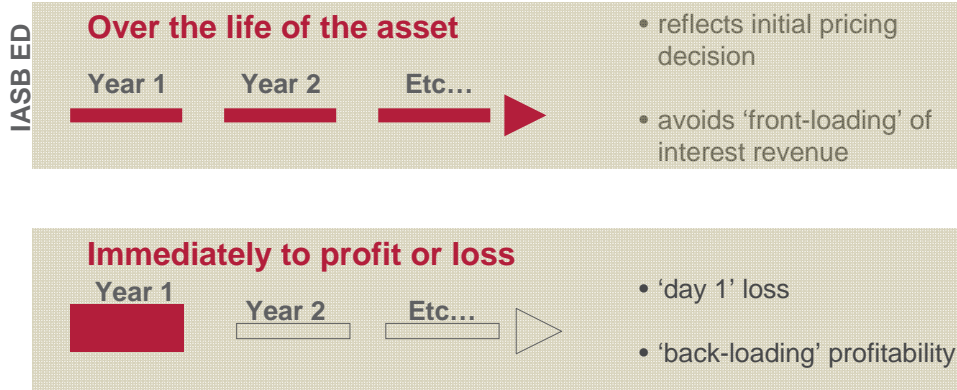 IASB ED
Over the life of the asset
Year 1 Year 2 Etc…
• reflects initial pricing
decision
• avoids ‘front-loading’ of
interest revenue
Immediately to profit or loss
Year 1 Year 2 Etc…
• ‘day 1’ loss
• ‘back-loading’ profitability